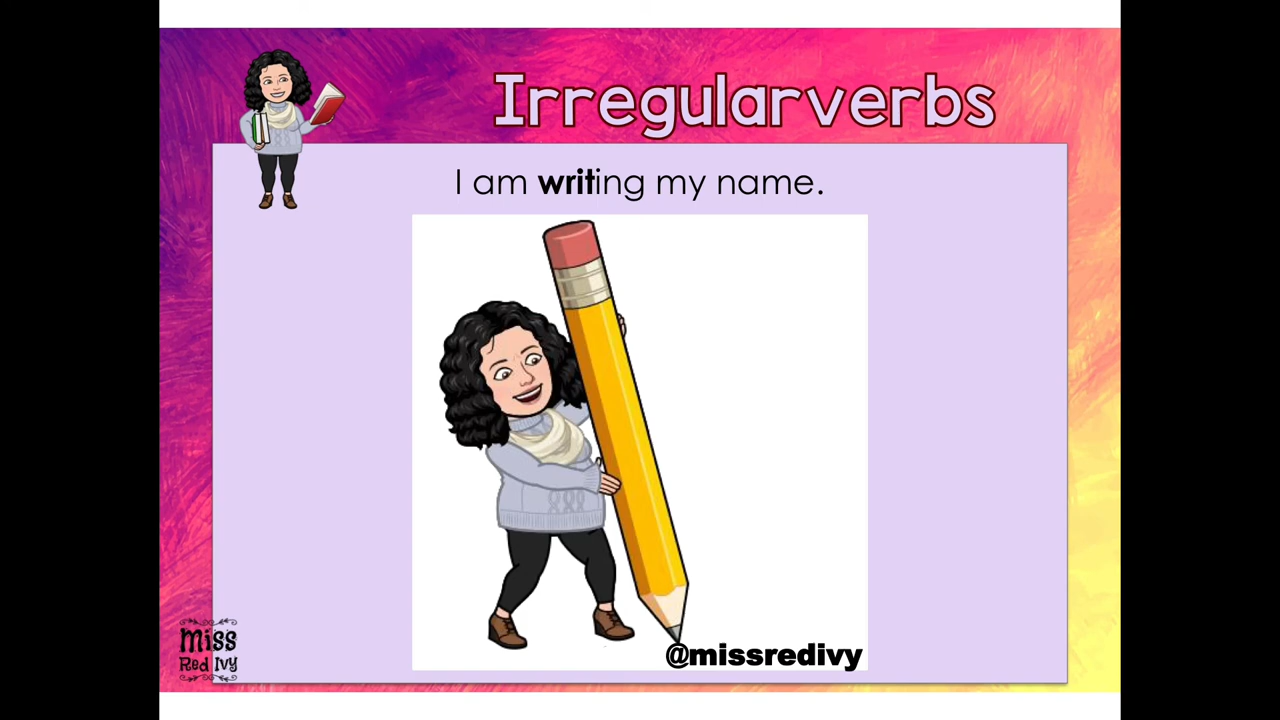 Irregularverbs
I am writing my name.
@missredivy
Miss
Red Ivy